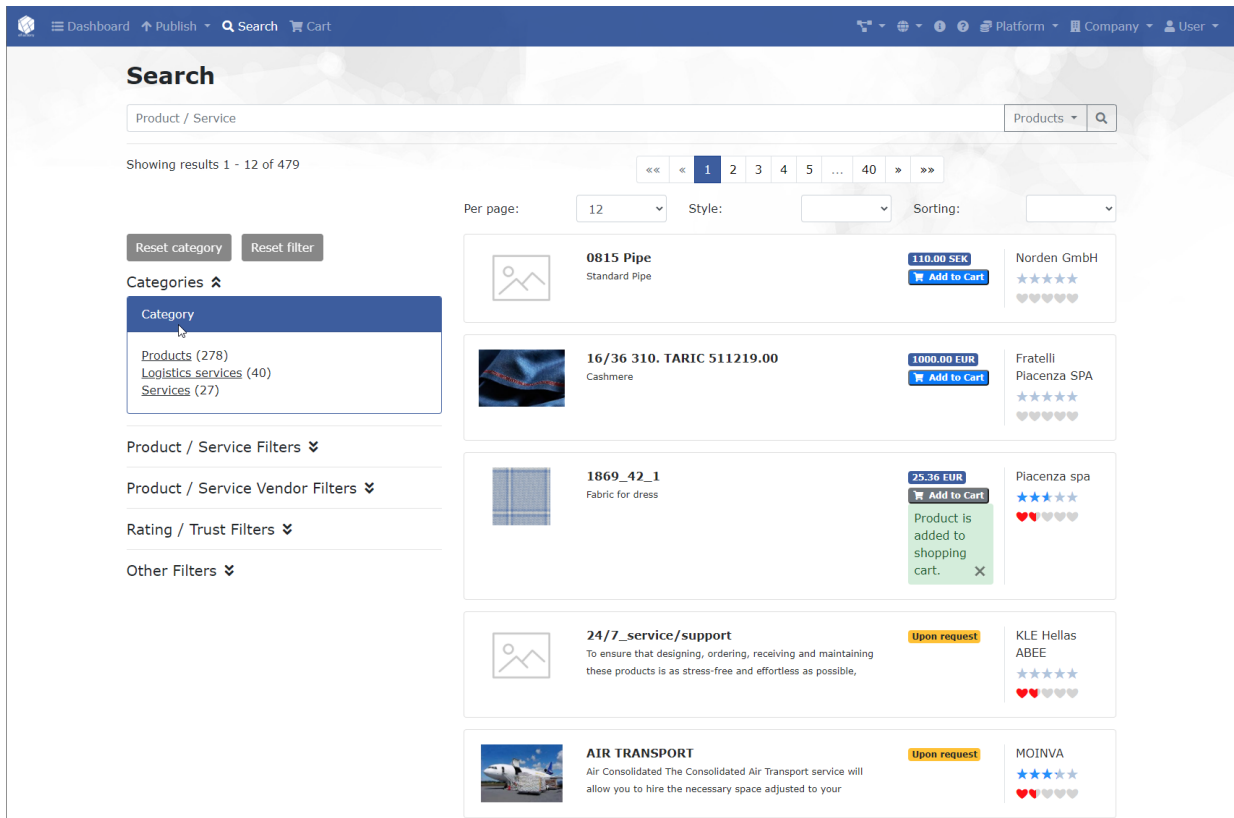 Dashboard Publish Search Cart Platform Company User
Search
Product / Service Products
Showing results 1 - 12 of 479
«« « 1 2 3 4 5 ... 40 » »»
Per page: 12 Style: Sorting:
Reset category Reset filter
Categories
Category
Products (278)
Logistics services (40)
Services (27)
Product / Service Filters
Product / Service Vendor Filters
Rating / Trust Filters
Other Filters
0815 Pipe
Standard Pipe
110.00 SEK
Add to Cart
Norden GmbH
16/36 310. TARIC 511219.00
Cashmere
1000.00 EUR
Add to Cart
Fratelli
Piacenza SPA
1869_42_1
Fabric for dress
25.36 EUR
Add to Cart
Product is
added to
shopping
cart.
Piacenza spa
24/7_service/support
To ensure that designing, ordering, receiving and maintaining
these products is as stress-free and effortless as possible,
Upon request
KLE Hellas
ABEE
AIR TRANSPORT
Air Consolidated The Consolidated Air Transport service will
allow you to hire the necessary space adjusted to your
Upon request
MOINVA